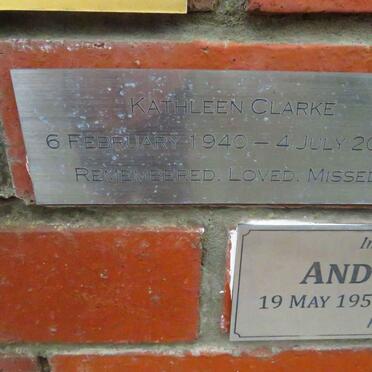 KATHLEEN CLARKE
6 FEBRUARY 1940 – 4 JULY 20
REMEMBERED. LOVED. MISSED
In
AND
19 MAY 195